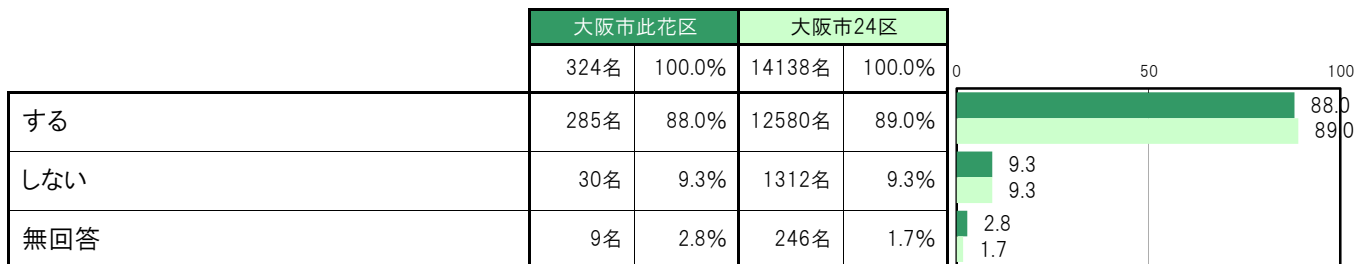 大阪市此花区 大阪市24区
324名 100.0% 14138名 100.0% 0 50 100
する 285名 88.0% 12580名 89.0% 88.0
89.0
しない 30名 9.3% 1312名 9.3% 9.3
9.3
無回答 9名 2.8% 246名 1.7% 2.8
1.7